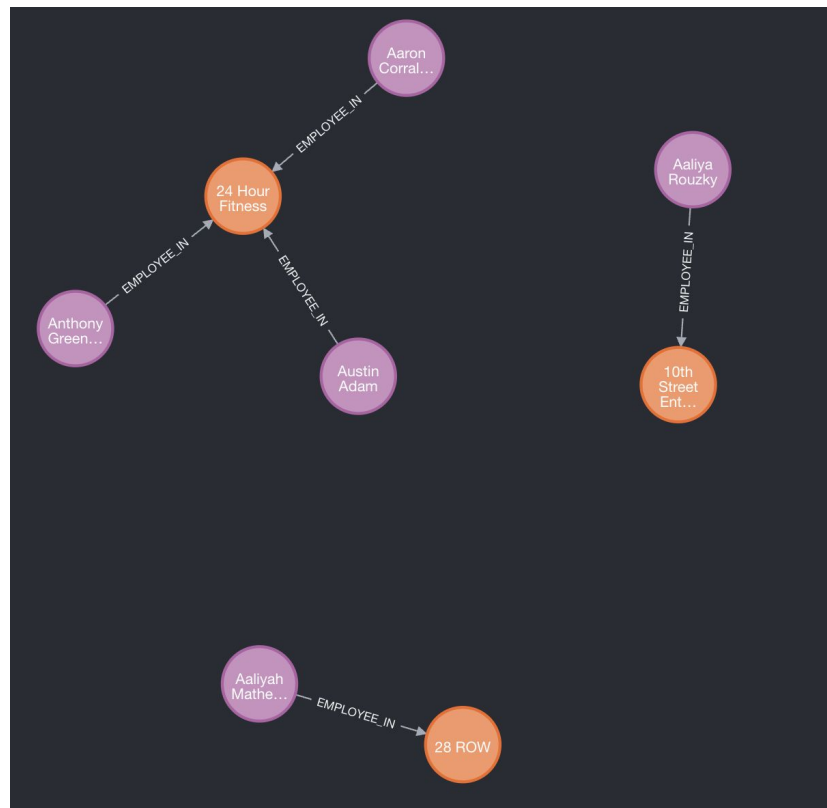 Aaron
Corral…
EMPLOYEE_IN
24 Hour
Fitness
EMPLOYEE_IN
Anthony
Green…
EMPLOYEE_IN
Austin
Adam
Aaliya
Rouzky
EMPLOYEE_IN
10th
Street
Ent…
Aaliyah
Mathe…
EMPLOYEE_IN
28 ROW